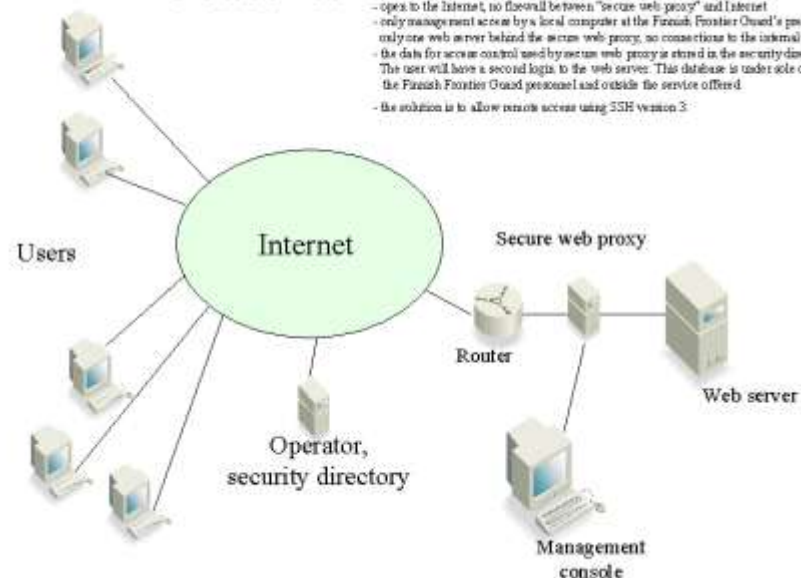 - open to the Internet, no firewall between "secure web proxy" and Internet
- only management access by a local computer at the Finnish Frontier Guard's
only one web server behind the secure web proxy, no connections to the internal
- the data for access control used by secure web proxy is stored in the security
The user will have a second login to the web server. This database is under sole
the Finnish Frontier Guard personnel and outside the service offered
- the solution is to allow remote access using SSH version 3
Users
Internet
Secure web proxy
Router
Web server
Operator,
security directory
Management
console